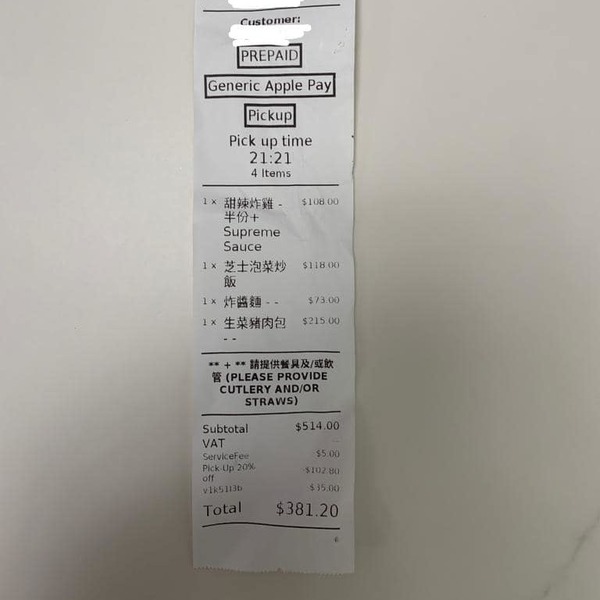 Customer:
PREPAID
Generic Apple Pay
Pickup
Pick up time
21:21
4 Items
1 x 甜辣炸雞 - $108.00
半份+
Supreme
Sauce
1 x 芝士泡菜炒 $118.00
飯
1 x 炸醬麵 - - $73.00
1 x 生菜豬肉包 $215.00
- -
** + ** 請提供餐具及/或飲
管 (PLEASE PROVIDE
CUTLERY AND/OR
STRAWS)
Subtotal $514.00
VAT
ServiceFee $5.00
Pick-Up 20% -$102.80
off
$35.00
Total $381.20